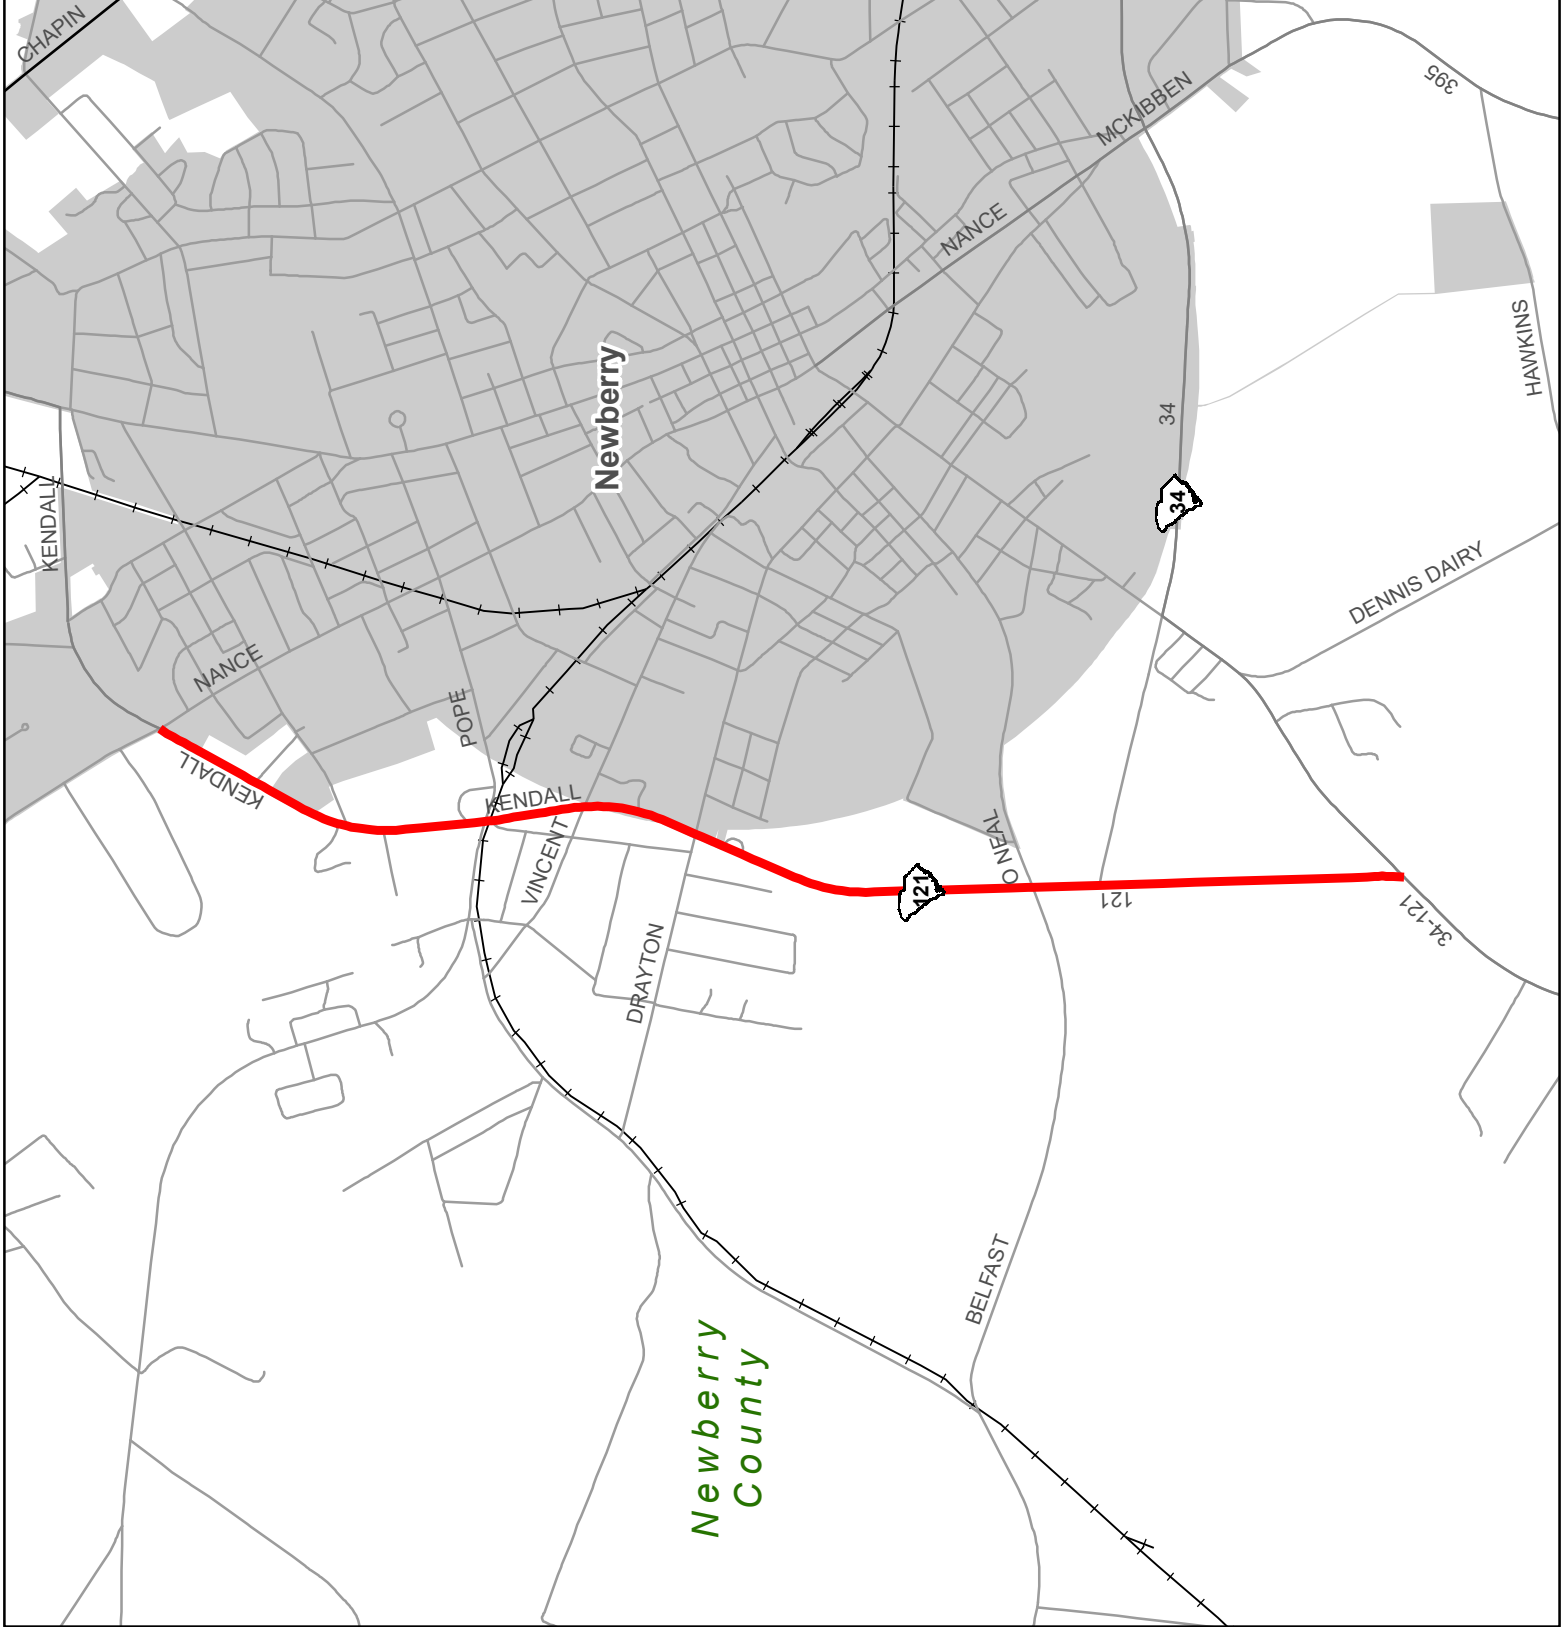 CHAPIN
MCKIBBEN
395
NANCE
HAWKINS
Newberry
34
34
KENDALL
DENNIS DAIRY
NANCE
POPE
KENDALL
KENDALL
VINCENT
O NEAL
121
121
34-121
DRAYTON
BELFAST
Newberry
County